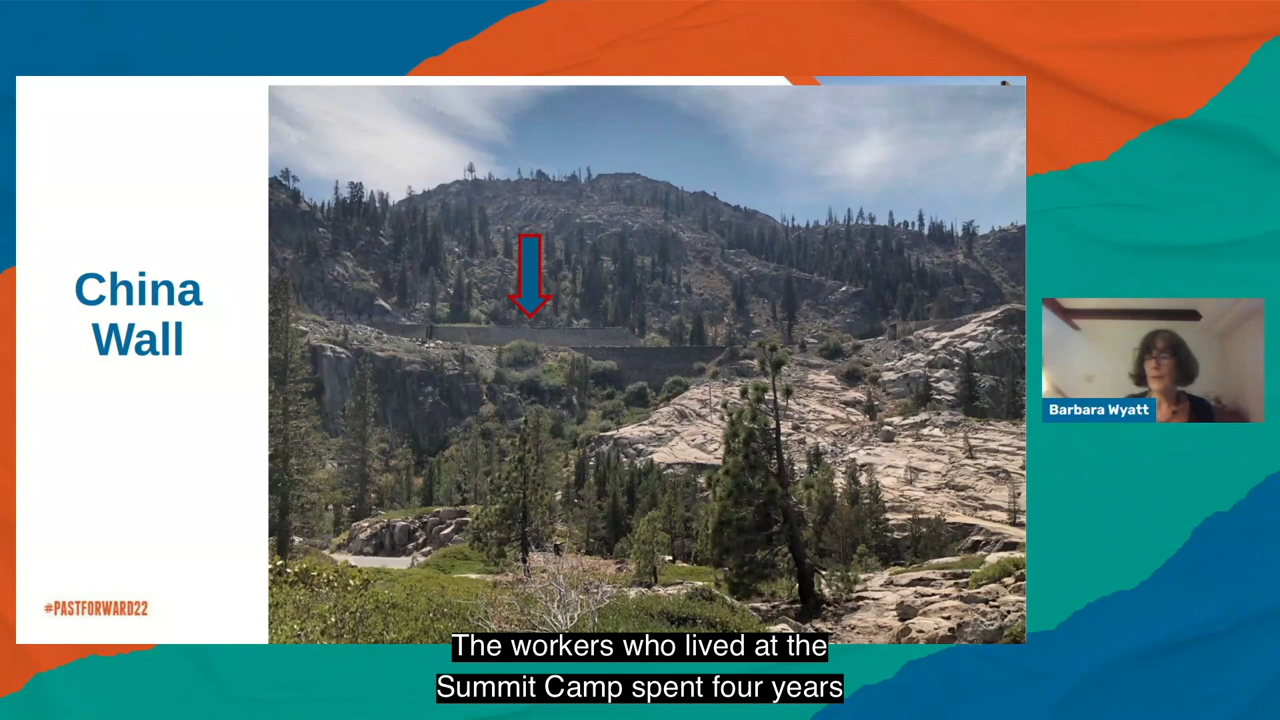 China
Wall
#PASTFORWARD22
Barbara Wyatt
The workers who lived at the
Summit Camp spent four years